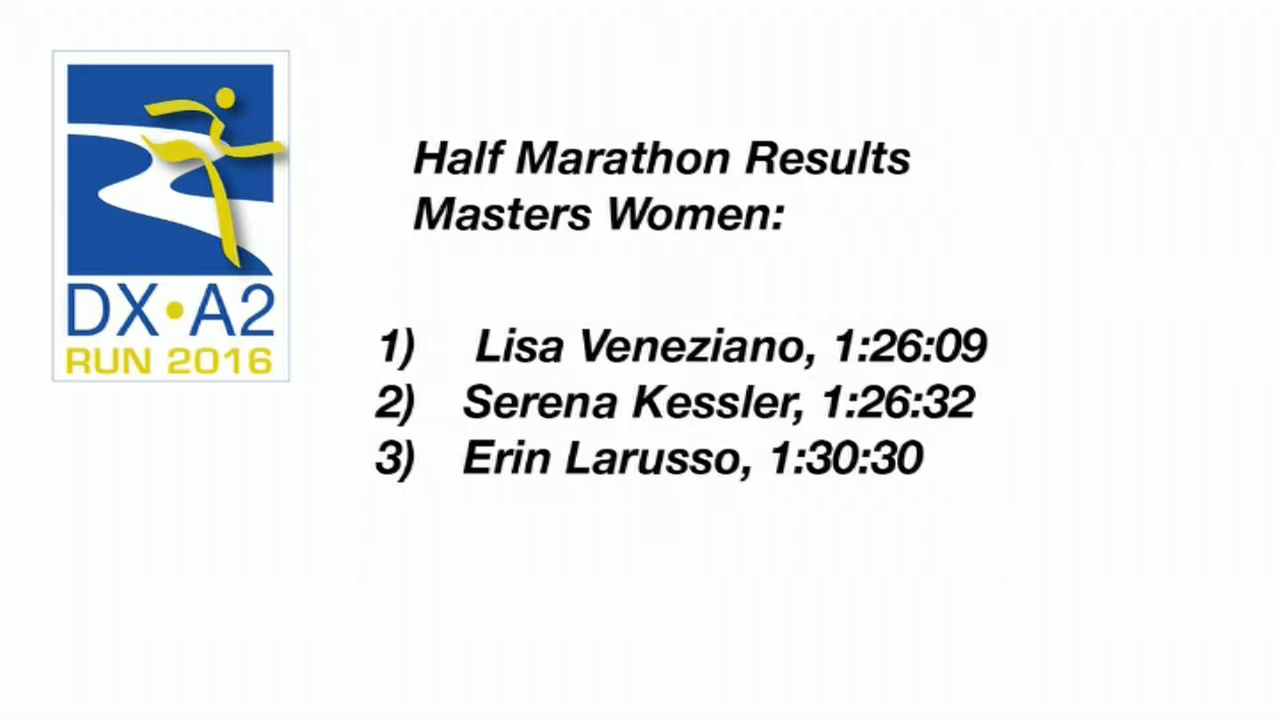 DX•A2
RUN 2016
Half Marathon Results
Masters Women:
1) Lisa Veneziano, 1:26:09
2) Serena Kessler, 1:26:32
3) Erin Larusso, 1:30:30